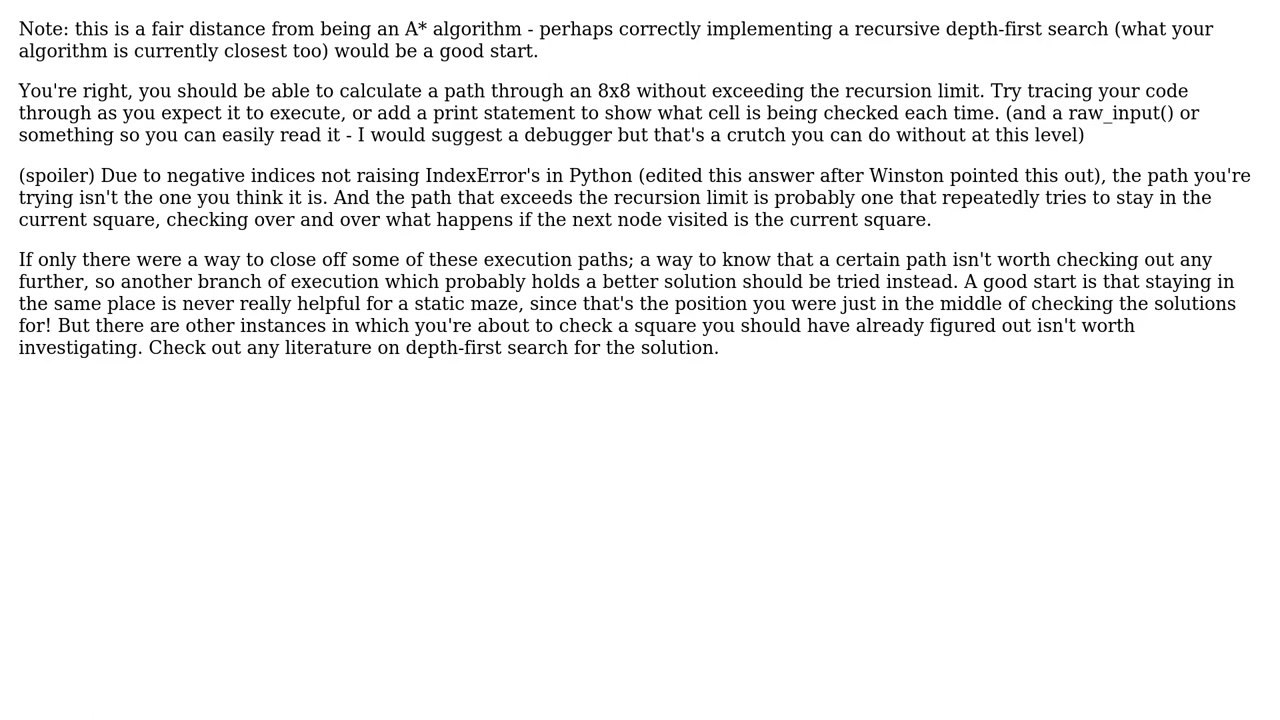 Note: this is a fair distance from being an A* algorithm - perhaps correctly implementing a recursive depth-first search (what your
algorithm is currently closest too) would be a good start.
You're right, you should be able to calculate a path through an 8x8 without exceeding the recursion limit. Try tracing your code
through as you expect it to execute, or add a print statement to show what cell is being checked each time. (and a raw_input() or
something so you can easily read it - I would suggest a debugger but that's a crutch you can do without at this level)
(spoiler) Due to negative indices not raising IndexError's in Python (edited this answer after Winston pointed this out), the path you're
trying isn't the one you think it is. And the path that exceeds the recursion limit is probably one that repeatedly tries to stay in the
current square, checking over and over what happens if the next node visited is the current square.
If only there were a way to close off some of these execution paths; a way to know that a certain path isn't worth checking out any
further, so another branch of execution which probably holds a better solution should be tried instead. A good start is that staying in
the same place is never really helpful for a static maze, since that's the position you were just in the middle of checking the solutions
for! But there are other instances in which you're about to check a square you should have already figured out isn't worth
investigating. Check out any literature on depth-first search for the solution.